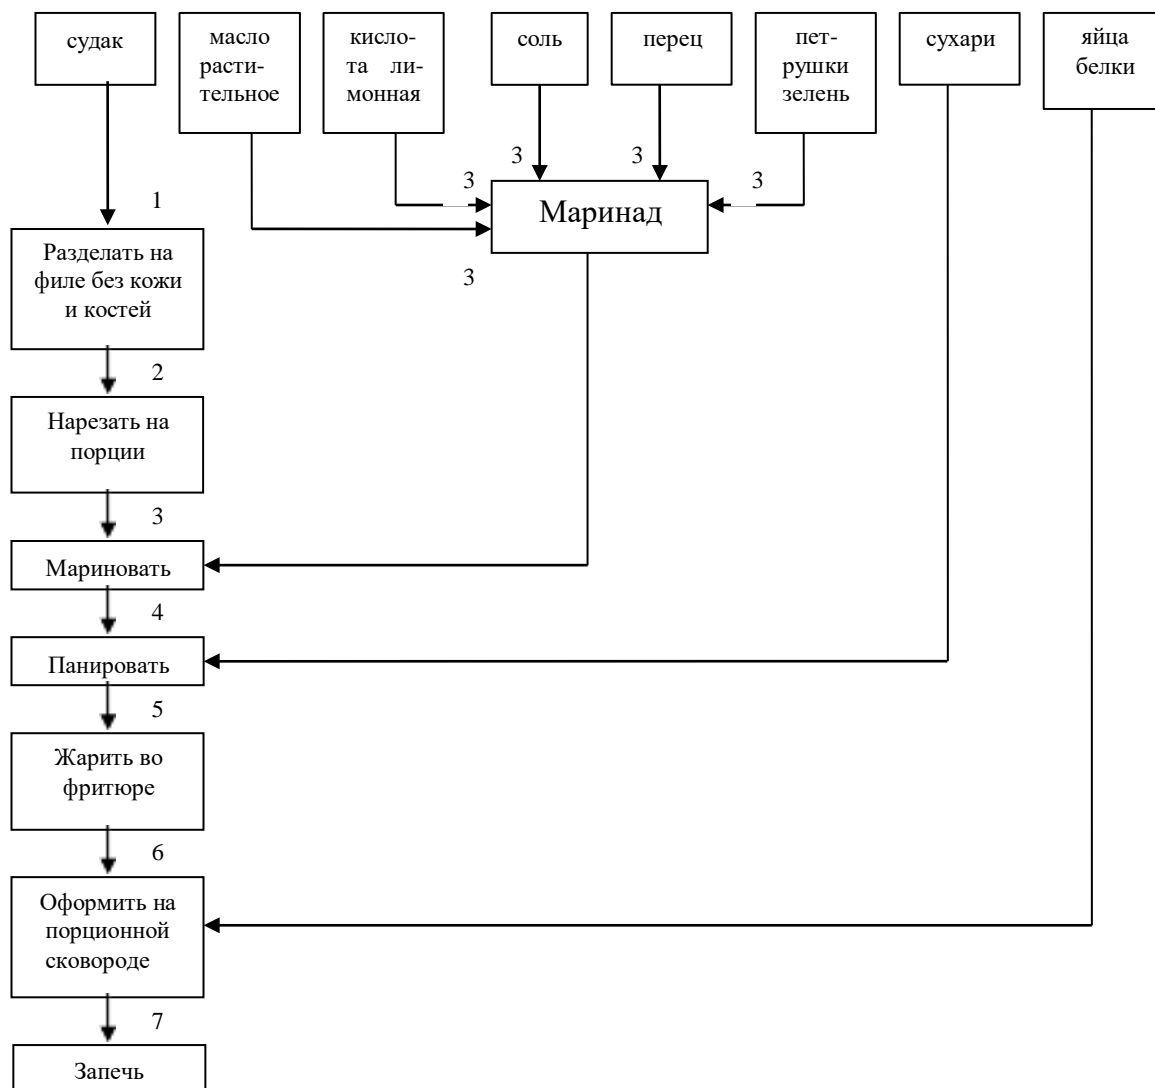 судак
масло
расти-
тельное
кисло-
та ли-
монная
соль
перец
пет-
рушки
зелень
сухари
яйца
белки
3
3
3
3
1
Маринад
3
Разделать на
филе без кожи
и костей
2
Нарезать на
порции
3
Мариновать
4
Панировать
5
Жарить во
фритюре
6
Оформить на
порционной
сковороде
7
Запечь